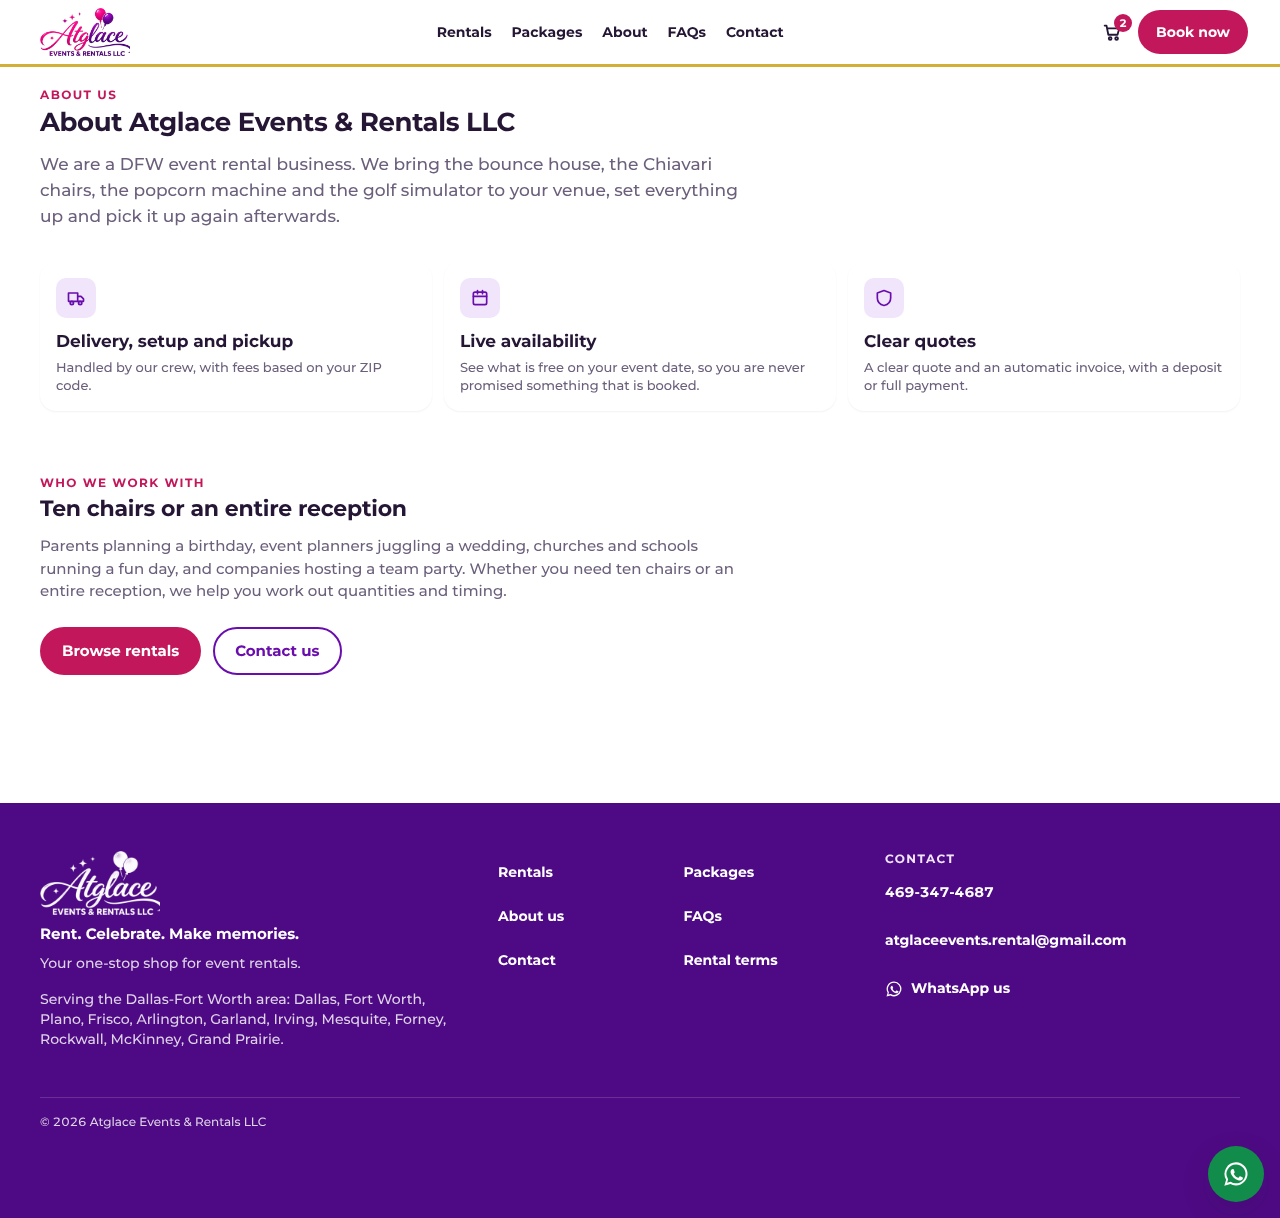 Atglace
EVENTS & RENTALS LLC
Rentals
Packages
About
FAQs
Contact
2
Book now
ABOUT US
About Atglace Events & Rentals LLC
We are a DFW event rental business. We bring the bounce house, the Chiavari
chairs, the popcorn machine and the golf simulator to your venue, set everything
up and pick it up again afterwards.
Delivery, setup and pickup
Handled by our crew, with fees based on your ZIP
code.
Live availability
See what is free on your event date, so you are never
promised something that is booked.
Clear quotes
A clear quote and an automatic invoice, with a deposit
or full payment.
WHO WE WORK WITH
Ten chairs or an entire reception
Parents planning a birthday, event planners juggling a wedding, churches and schools
running a fun day, and companies hosting a team party. Whether you need ten chairs or an
entire reception, we help you work out quantities and timing.
Browse rentals
Contact us
Atglace
EVENTS & RENTALS LLC
Rent. Celebrate. Make memories.
Your one-stop shop for event rentals.
Serving the Dallas-Fort Worth area: Dallas, Fort Worth,
Plano, Frisco, Arlington, Garland, Irving, Mesquite, Forney,
Rockwall, McKinney, Grand Prairie.
Rentals
Packages
About us
FAQs
Contact
Rental terms
CONTACT
469-347-4687
atglaceevents.rental@gmail.com
WhatsApp us
© 2026 Atglace Events & Rentals LLC